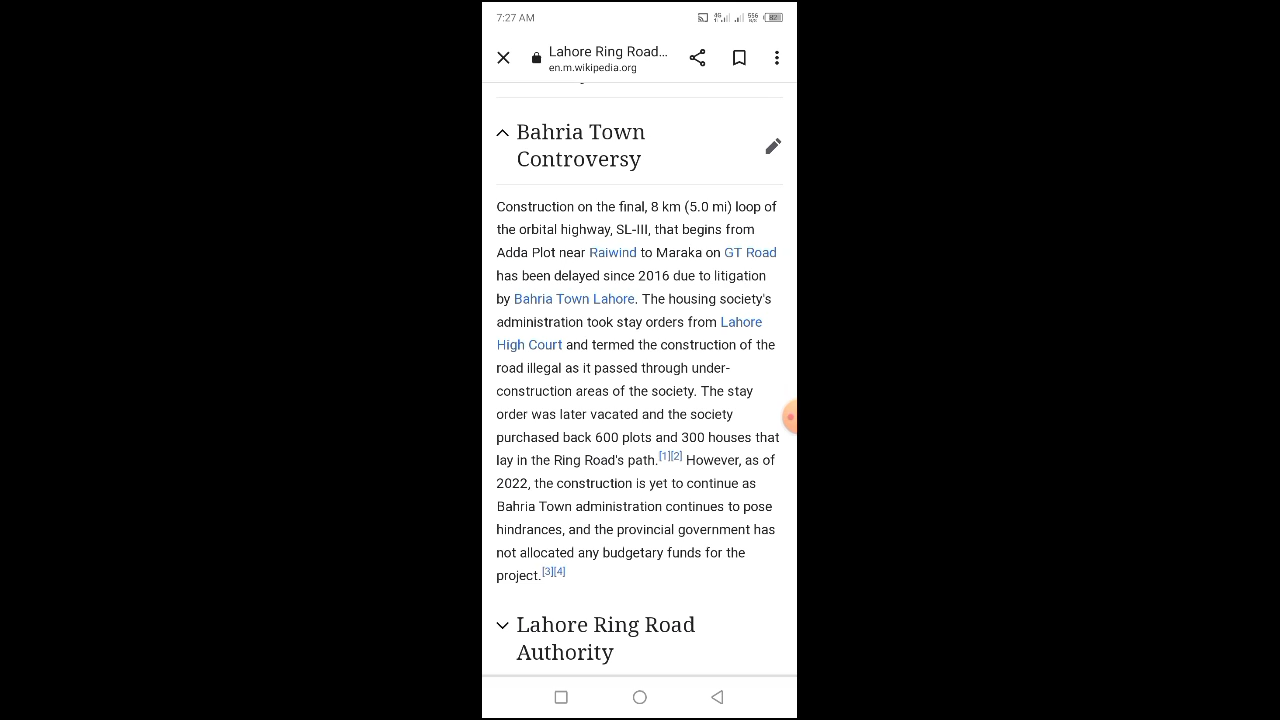 7:27 AM
4G
556
K/s
82
Lahore Ring Road...
en.m.wikipedia.org
Bahria Town
Controversy
Construction on the final, 8 km (5.0 mi) loop of
the orbital highway, SL-III, that begins from
Adda Plot near Raiwind to Maraka on GT Road
has been delayed since 2016 due to litigation
by Bahria Town Lahore. The housing society's
administration took stay orders from Lahore
High Court and termed the construction of the
road illegal as it passed through under-
construction areas of the society. The stay
order was later vacated and the society
purchased back 600 plots and 300 houses that
lay in the Ring Road's path.[1][2] However, as of
2022, the construction is yet to continue as
Bahria Town administration continues to pose
hindrances, and the provincial government has
not allocated any budgetary funds for the
project.[3][4]
Lahore Ring Road
Authority